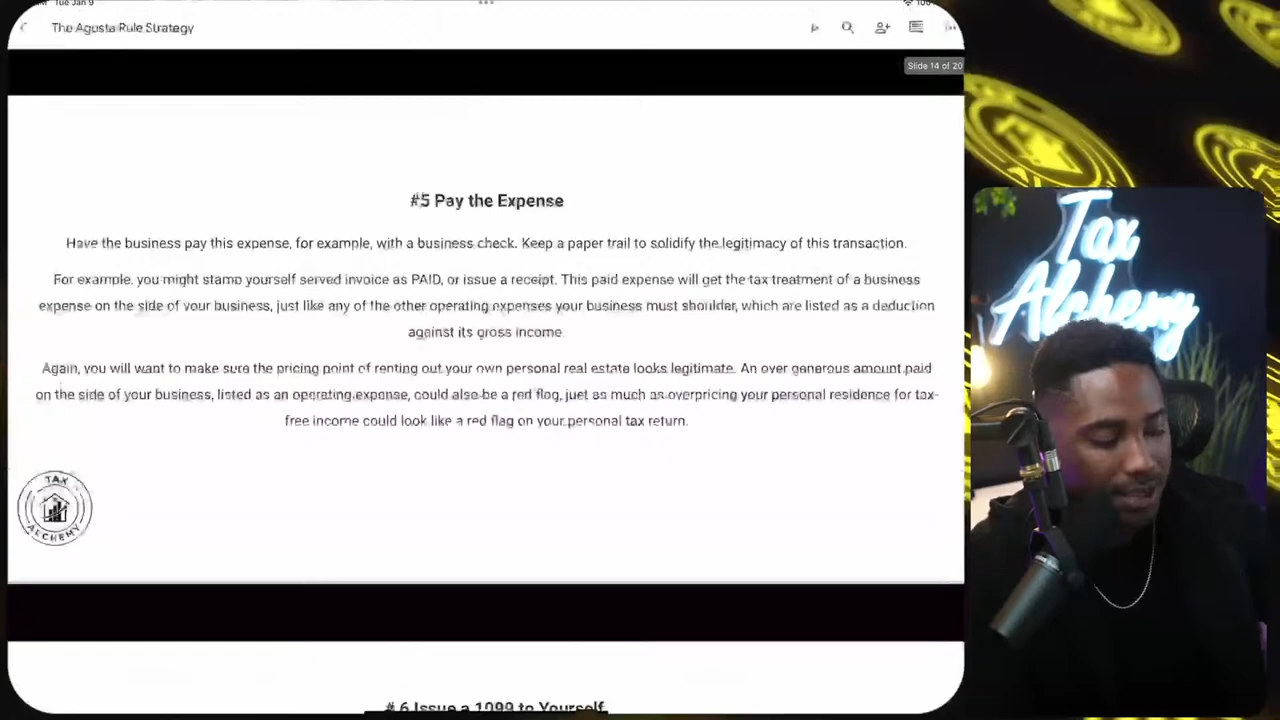 Tue Jan 9
100
The Agosta Rule Strategy
Slide 14 of 20
#5 Pay the Expense
Have the business pay this expense, for example, with a business check. Keep a paper trail to solidify the legitimacy of this transaction.
For example, you might stamp yourself served invoice as PAID, or issue a receipt. This paid expense will get the tax treatment of a business
expense on the side of your business, just like any of the other operating expenses your business must shoulder, which are listed as a deduction
against its gross income.
Again, you will want to make sure the pricing point of renting out your own personal real estate looks legitimate. An over generous amount paid
on the side of your business, listed as an operating expense, could also be a red flag, just as much as overpricing your personal residence for tax-
free income could look like a red flag on your personal tax return.
TAX
ALCHEMY
# 6 Issue a 1099 to Yourself
Tax
Alchemy